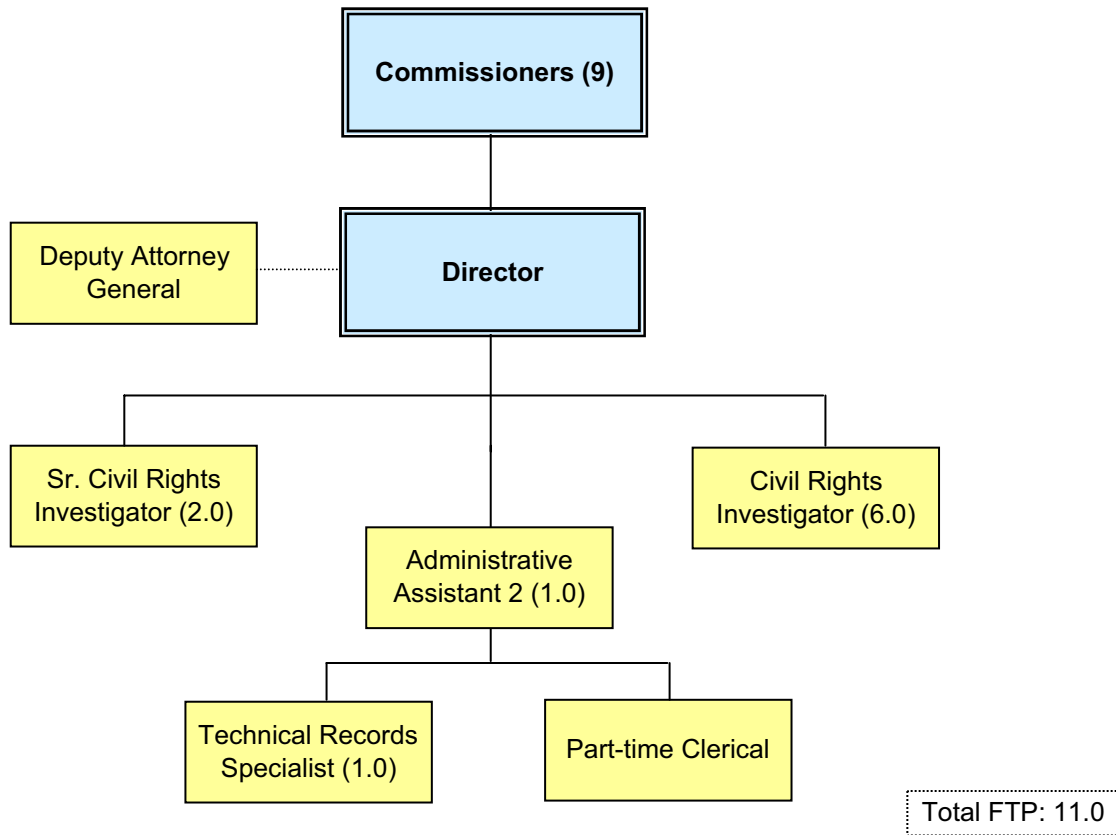 Commissioners (9)
Deputy Attorney
General
Director
Sr. Civil Rights
Investigator (2.0)
Civil Rights
Investigator (6.0)
Administrative
Assistant 2 (1.0)
Technical Records
Specialist (1.0)
Part-time Clerical
Total FTP: 11.0